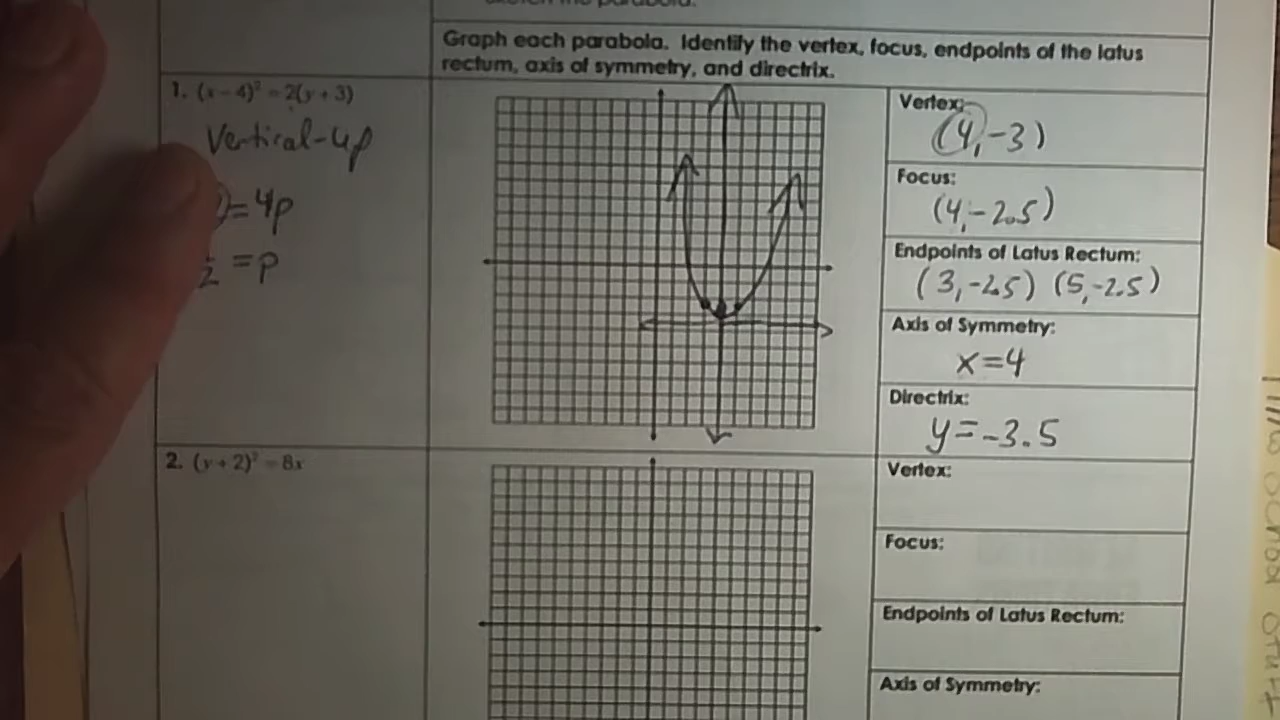 Graph each parabola. Identify the vertex, focus, endpoints of the latus
rectum, axis of symmetry, and directrix.
1. (x − 4)² = 2(y + 3)
Vertical-up
=4p
=p
Vertex:
(4,-3)
Focus:
(4,-2.5)
Endpoints of Latus Rectum:
(3,-2.5) (5,-2.5)
Axis of Symmetry:
x=4
Directrix:
y=-3.5
2. (y + 2)² = 8x
Vertex:
Focus:
Endpoints of Latus Rectum:
Axis of Symmetry: